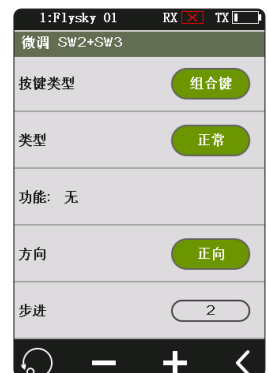 1:Flysky 01 RX TX
微调 SW2+SW3
按键类型 组合键
类型 正常
功能: 无
方向 正向
步进 2